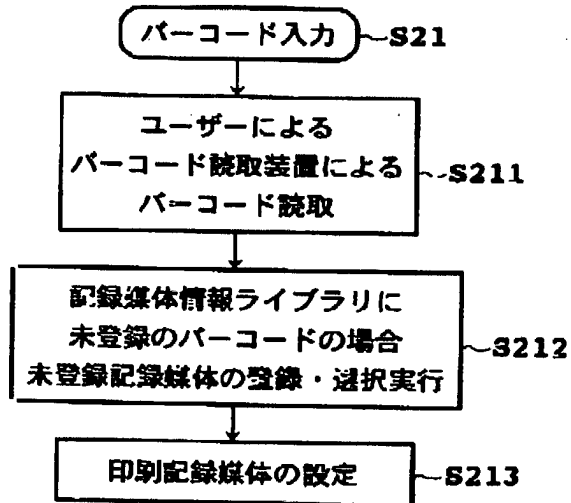 バーコード入力 S21
ユーザーによる
バーコード読取装置による
バーコード読取
S211
記録媒体情報ライブラリに
未登録のバーコードの場合
未登録記録媒体の登録・選択実行
S212
印刷記録媒体の設定 S213